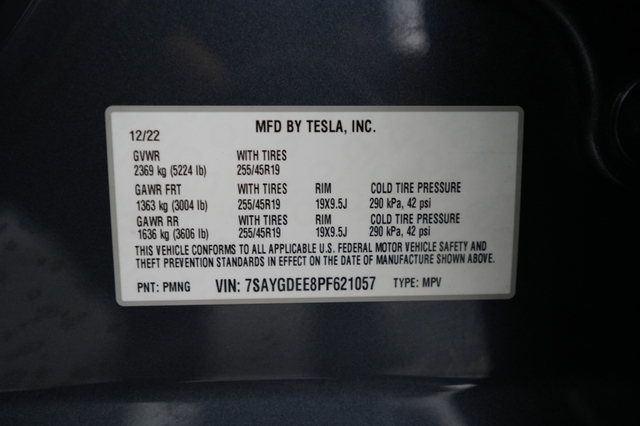 MFD BY TESLA, INC.
12/22
GVWR WITH TIRES
2369 kg (5224 lb) 255/45R19
GAWR FRT WITH TIRES RIM COLD TIRE PRESSURE
1363 kg (3004 lb) 255/45R19 19X9.5J 290 kPa, 42 psi
GAWR RR WITH TIRES RIM COLD TIRE PRESSURE
1636 kg (3606 lb) 255/45R19 19X9.5J 290 kPa, 42 psi
THIS VEHICLE CONFORMS TO ALL APPLICABLE U.S. FEDERAL MOTOR VEHICLE SAFETY AND
THEFT PREVENTION STANDARDS IN EFFECT ON THE DATE OF MANUFACTURE SHOWN ABOVE.
PNT: PMNG VIN: 7SAYGDEE8PF621057 TYPE: MPV